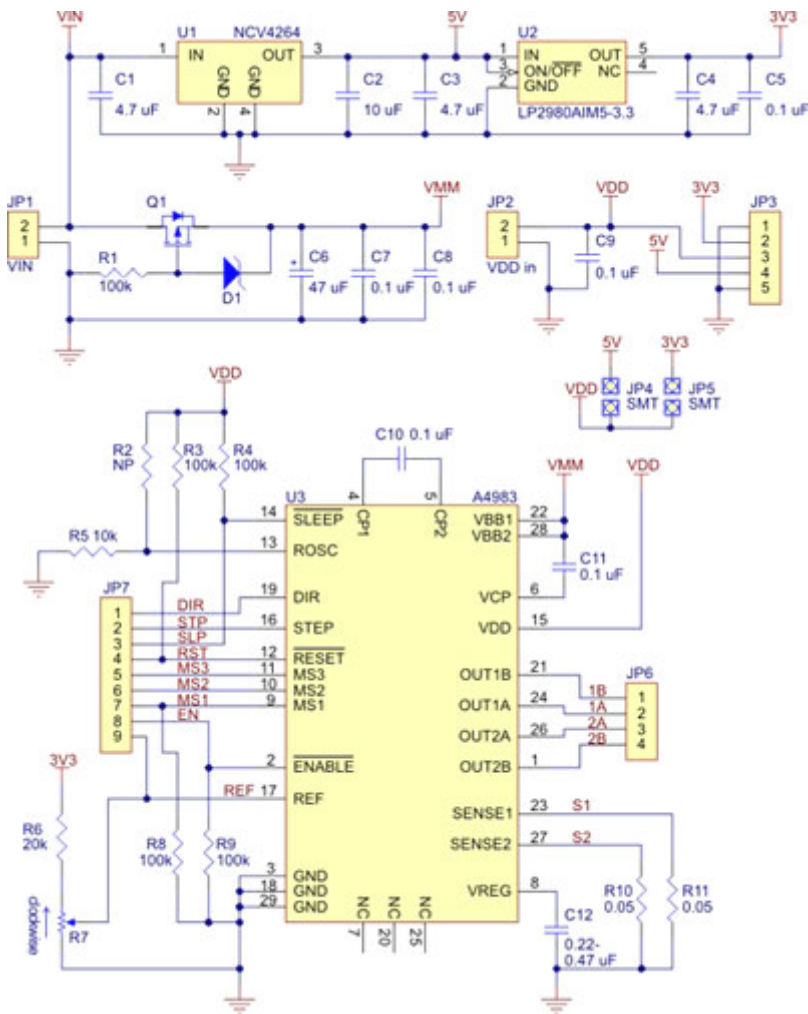 VIN
U1 NCV4264
1 IN OUT 3
GND GND
2 4
C1
4.7 uF
C2
10 uF
5V
C3
4.7 uF
U2
1 IN OUT 5
3 ON/OFF NC 4
2 GND
LP2980AIM5-3.3
3V3
C4
4.7 uF
C5
0.1 uF
JP1
2
1
VIN
Q1
R1
100k
D1
VMM
C6
+
47 uF
C7
0.1 uF
C8
0.1 uF
JP2
2
1
VDD in
VDD
C9
0.1 uF
3V3
5V
JP3
1
2
3
4
5
5V 3V3
VDD
JP4
SMT
JP5
SMT
VDD
R2
NP
R3
100k
R4
100k
R5 10k
C10 0.1 uF
4 5
U3 A4983
CP1 CP2
14 SLEEP
13 ROSC
19 DIR
16 STEP
12 RESET
11 MS3
10 MS2
9 MS1
2 ENABLE
17 REF
3 GND
18 GND
29 GND
NC NC NC
7 20 25
VBB1 22
VBB2 28
VCP 6
VDD 15
OUT1B 21
OUT1A 24
OUT2A 26
OUT2B 1
SENSE1 23
SENSE2 27
VREG 8
VMM
VDD
C11
0.1 uF
JP7
1 DIR
2 STP
3 SLP
4 RST
5 MS3
6 MS2
7 MS1
8 EN
9
REF
3V3
R6
20k
clockwise
R7
R8
100k
R9
100k
JP6
1B 1
1A 2
2A 3
2B 4
S1
S2
R10
0.05
R11
0.05
C12
0.22-
0.47 uF